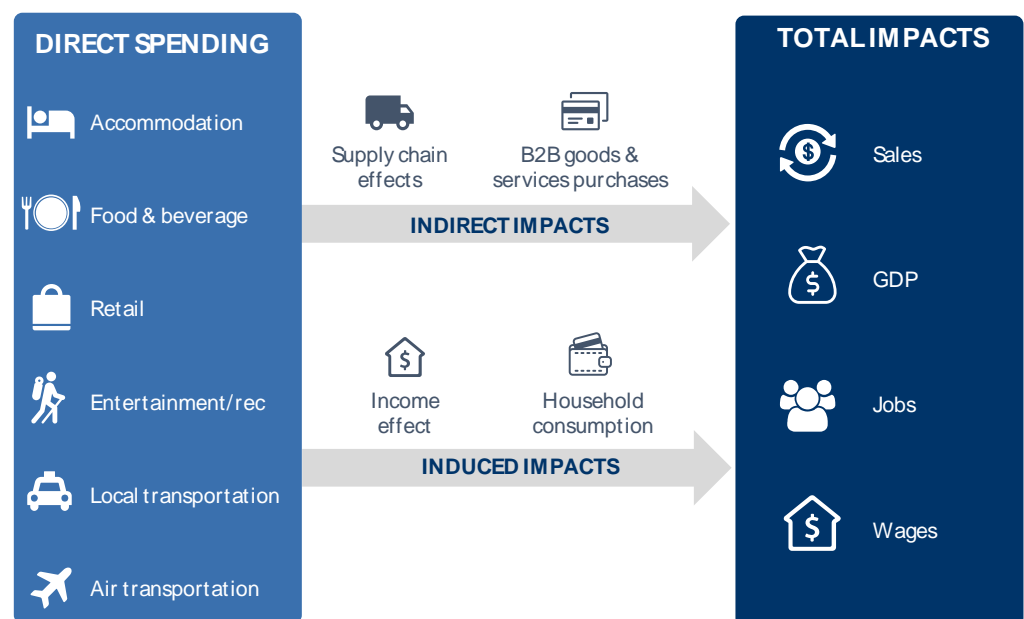 DIRECT SPENDING
Accommodation
Food & beverage
Retail
Entertainment/rec
Local transportation
Air transportation
Supply chain
effects
B2B goods &
services purchases
INDIRECT IMPACTS
Income
effect
Household
consumption
INDUCED IMPACTS
TOTAL IMPACTS
$
Sales
$
GDP
Jobs
$
Wages